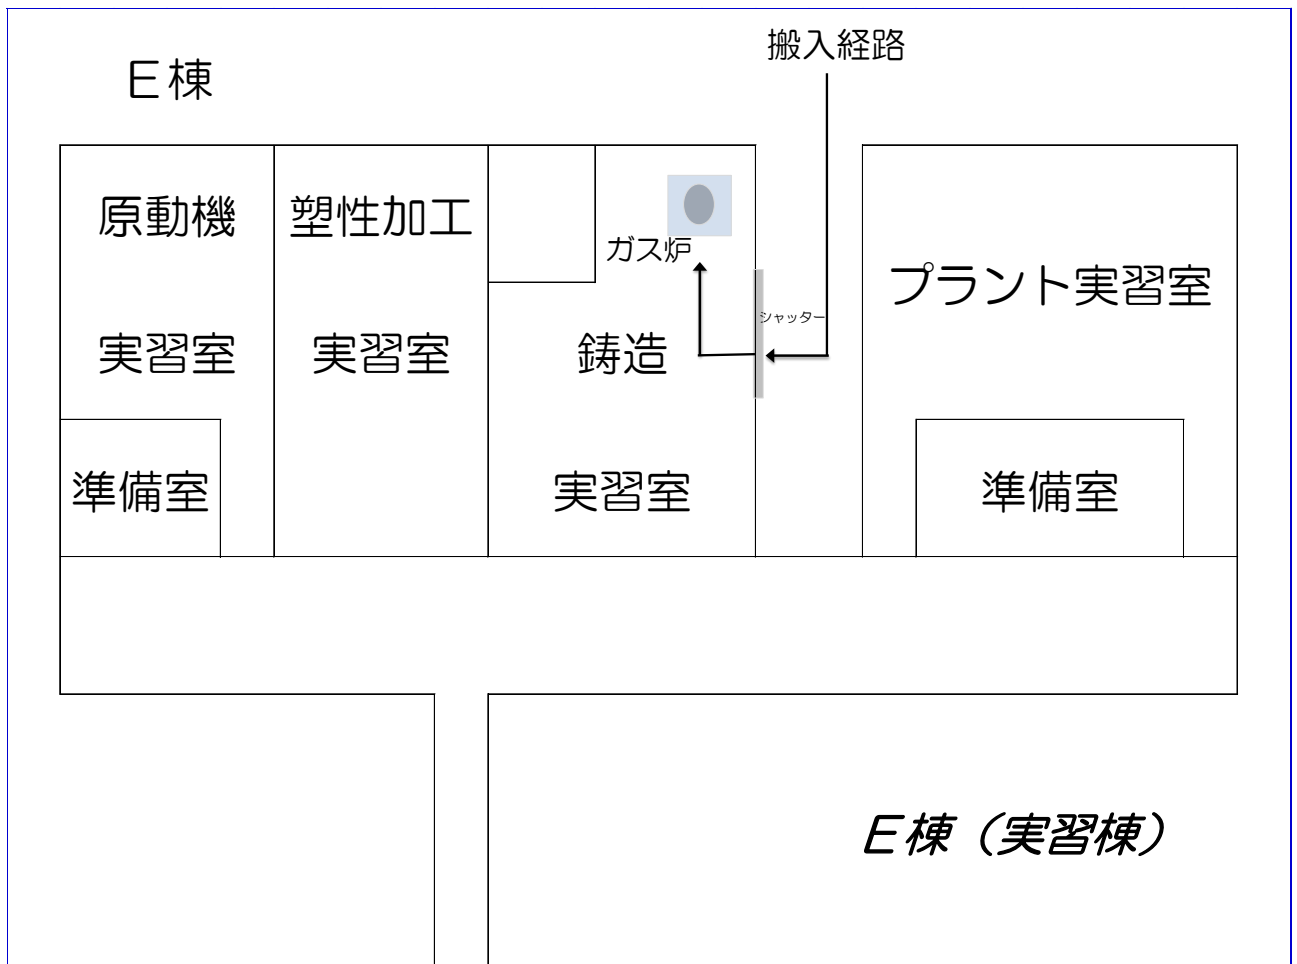 搬入経路
E棟
原動機
実習室
準備室
塑性加工
実習室
ガス炉
シャッター
鋳造
実習室
プラント実習室
準備室
E棟（実習棟）